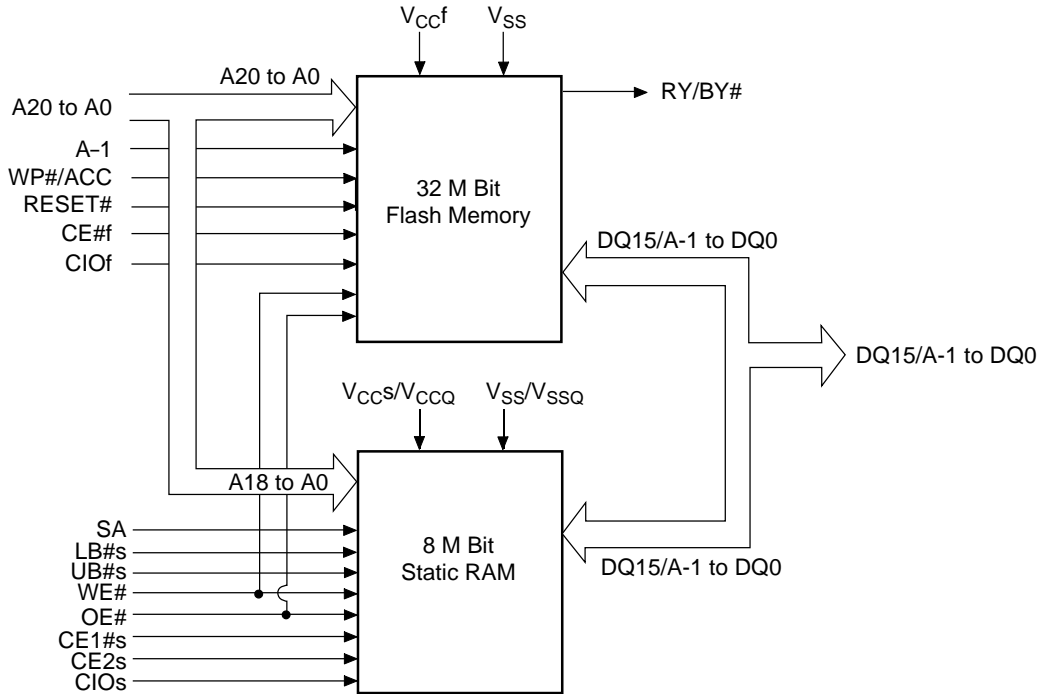 VCCf
VSS
A20 to A0
A20 to A0
RY/BY#
A–1
WP#/ACC
RESET#
CE#f
CIOf
32 M Bit
Flash Memory
DQ15/A-1 to DQ0
DQ15/A-1 to DQ0
VCCs/VCCQ
VSS/VSSQ
A18 to A0
SA
LB#s
UB#s
WE#
OE#
CE1#s
CE2s
CIOs
8 M Bit
Static RAM
DQ15/A-1 to DQ0